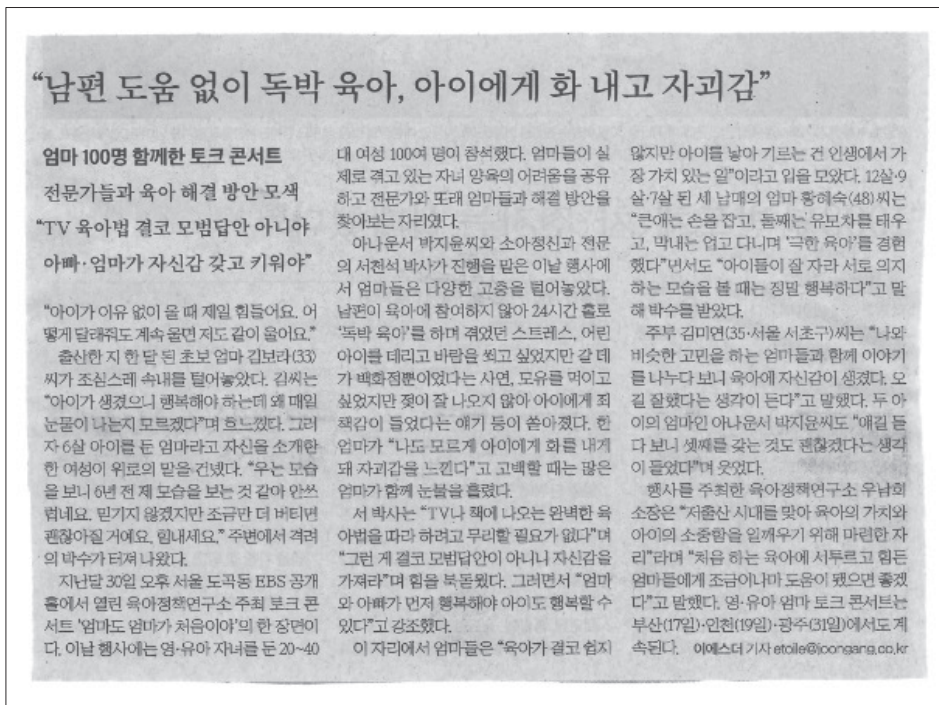 “남편 도움 없이 독박 육아, 아이에게 화 내고 자괴감”
엄마 100명 함께한 토크 콘서트
전문가들과 육아 해결 방안 모색
“TV 육아법 결코 모범답안 아니야
아빠·엄마가 자신감 갖고 키워야”
“아이가 이유 없이 울 때 제일 힘들어요. 어
떻게 달래줘도 계속 울면 저도 같이 울어요.”
출산한 지 한 달 된 초보 엄마 김보라(33)
씨가 조심스레 속내를 털어놓았다. 김씨는
“아이가 생겼으니 행복해야 하는데 왜 매일
눈물이 나는지 모르겠다”며 흐느꼈다. 그러
자 6살 아이를 둔 엄마라고 자신을 소개한
한 여성이 위로의 말을 건넸다. “우는 모습
을 보니 6년 전 제 모습을 보는 것 같아 안쓰
럽네요. 믿기지 않겠지만 조금만 더 버티면
괜찮아질 거예요. 힘내세요.” 주변에서 격려
의 박수가 터져 나왔다.
지난달 30일 오후 서울 도곡동 EBS 공개
홀에서 열린 육아정책연구소 주최 토크 콘
서트 ‘엄마도 엄마가 처음이야’의 한 장면이
다. 이날 행사에는 영·유아 자녀를 둔 20~40
대 여성 100여 명이 참석했다. 엄마들이 실
제로 겪고 있는 자녀 양육의 어려움을 공유
하고 전문가와 또래 엄마들과 해결 방안을
찾아보는 자리였다.
아나운서 박지윤씨와 소아정신과 전문
의 서천석 박사가 진행을 맡은 이날 행사에
서 엄마들은 다양한 고충을 털어놓았다.
남편이 육아에 참여하지 않아 24시간 홀로
‘독박 육아’를 하며 겪었던 스트레스, 어린
아이를 데리고 바람을 쐬고 싶었지만 갈 데
가 백화점뿐이었다는 사연, 모유를 먹이고
싶었지만 젖이 잘 나오지 않아 아이에게 죄
책감이 들었다는 얘기 등이 쏟아졌다. 한
엄마가 “나도 모르게 아이에게 화를 내게
돼 자괴감을 느낀다”고 고백할 때는 많은
엄마가 함께 눈물을 흘렸다.
서 박사는 “TV나 책에 나오는 완벽한 육
아법을 따라 하려고 무리할 필요가 없다”며
“그런 게 결코 모범답안이 아니니 자신감을
가져라”며 힘을 북돋웠다. 그러면서 “엄마
와 아빠가 먼저 행복해야 아이도 행복할 수
있다”고 강조했다.
이 자리에서 엄마들은 “육아가 결코 쉽지
않지만 아이를 낳아 기르는 건 인생에서 가
장 가치 있는 일”이라고 입을 모았다. 12살·9
살·7살 된 세 남매의 엄마 황혜숙(48)씨는
“큰애는 손을 잡고, 둘째는 유모차를 태우
고, 막내는 업고 다니며 ‘극한 육아’를 경험
했다”면서도 “아이들이 잘 자라 서로 의지
하는 모습을 볼 때는 정말 행복하다”고 말
해 박수를 받았다.
주부 김미연(35·서울 서초구)씨는 “나와
비슷한 고민을 하는 엄마들과 함께 이야기
를 나누다 보니 육아에 자신감이 생겼다. 오
길 잘했다는 생각이 든다”고 말했다. 두 아
이의 엄마인 아나운서 박지윤씨도 “얘길 듣
다 보니 셋째를 갖는 것도 괜찮겠다는 생각
이 들었다”며 웃었다.
행사를 주최한 육아정책연구소 우남희
소장은 “저출산 시대를 맞아 육아의 가치와
아이의 소중함을 일깨우기 위해 마련한 자
리”라며 “처음 하는 육아에 서투르고 힘든
엄마들에게 조금이나마 도움이 됐으면 좋겠
다”고 말했다. 영·유아 엄마 토크 콘서트는
부산(17일)·인천(19일)·광주(31일)에서도 계
속된다. 이에스더 기자 etoile@joongang.co.kr